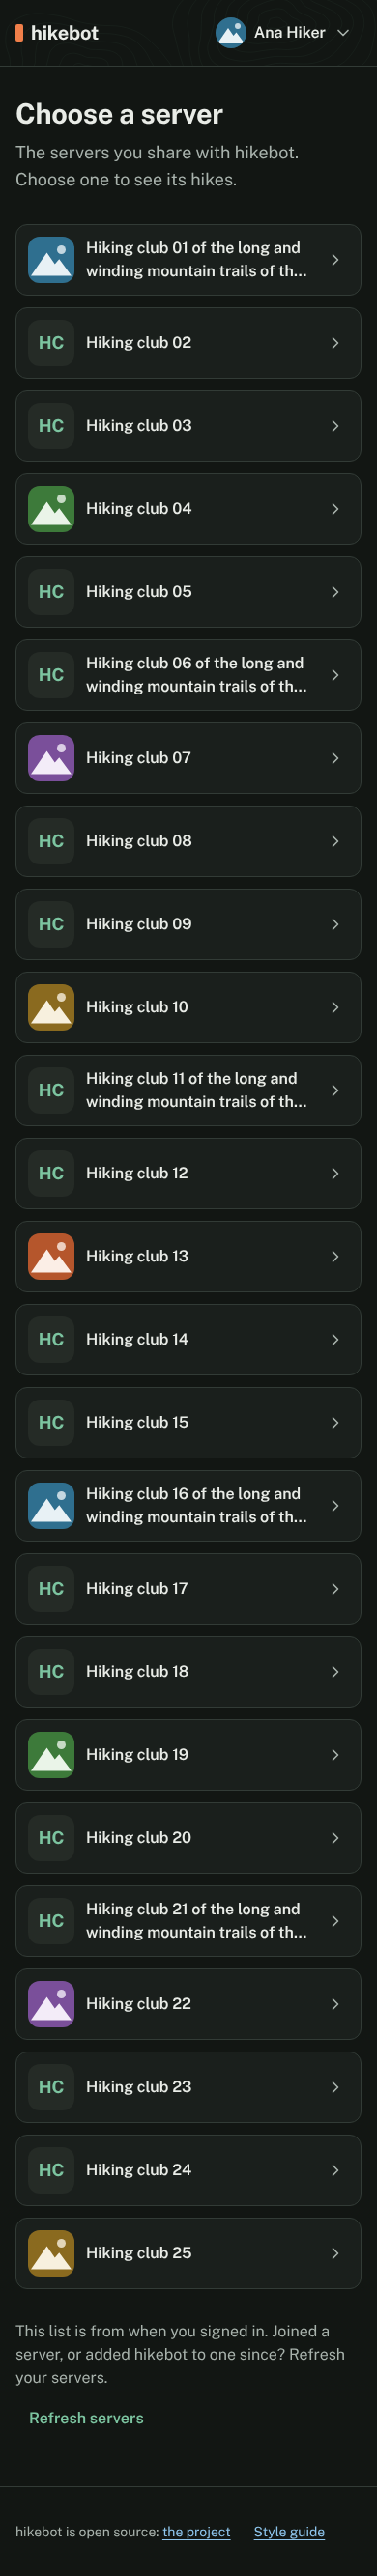 hikebot
Ana Hiker
Choose a server
The servers you share with hikebot.
Choose one to see its hikes.
Hiking club 01 of the long and
winding mountain trails of th...
HC
Hiking club 02
HC
Hiking club 03
Hiking club 04
HC
Hiking club 05
HC
Hiking club 06 of the long and
winding mountain trails of th...
Hiking club 07
HC
Hiking club 08
HC
Hiking club 09
Hiking club 10
HC
Hiking club 11 of the long and
winding mountain trails of th...
HC
Hiking club 12
Hiking club 13
HC
Hiking club 14
HC
Hiking club 15
Hiking club 16 of the long and
winding mountain trails of th...
HC
Hiking club 17
HC
Hiking club 18
Hiking club 19
HC
Hiking club 20
HC
Hiking club 21 of the long and
winding mountain trails of th...
Hiking club 22
HC
Hiking club 23
HC
Hiking club 24
Hiking club 25
This list is from when you signed in. Joined a
server, or added hikebot to one since? Refresh
your servers.
Refresh servers
hikebot is open source: the project
Style guide